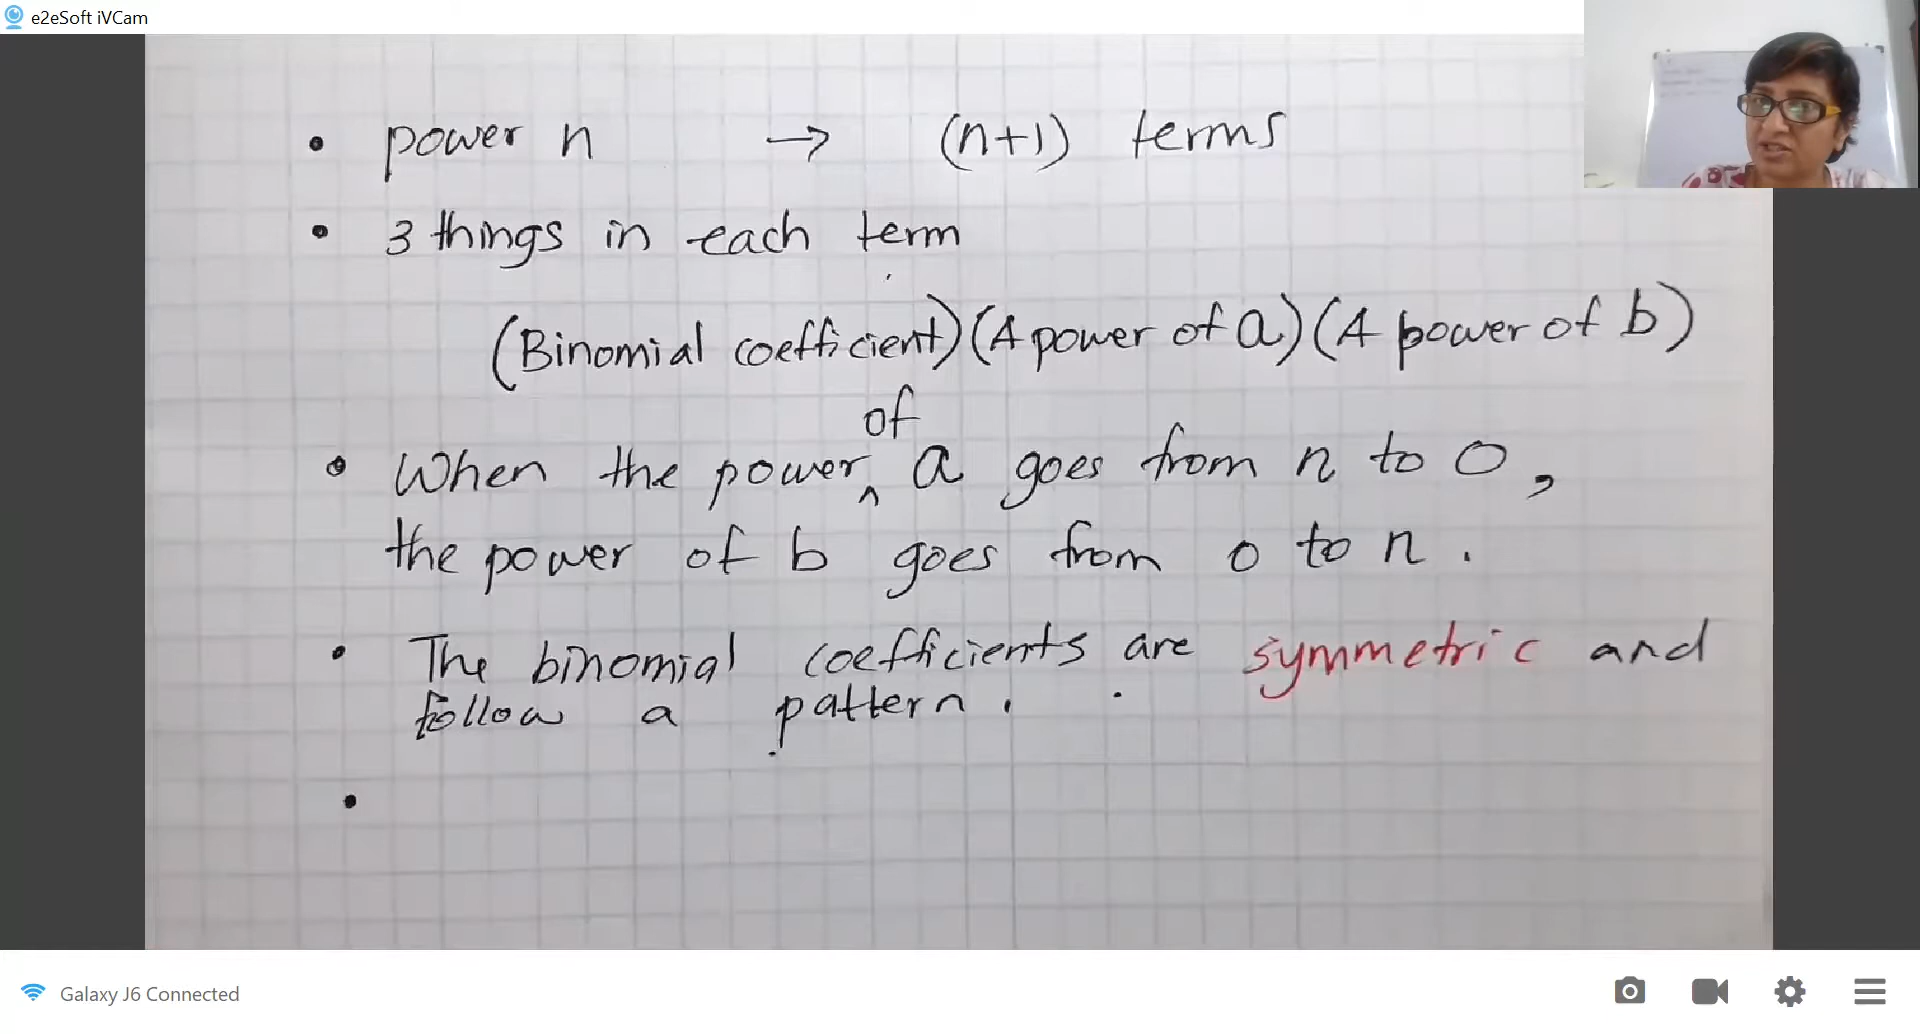 e2eSoft iVCam
• power n → (n+1) terms
• 3 things in each term
(Binomial coefficient) (A power of a) (A power of b)
of
• When the power ^ a goes from n to 0,
the power of b goes from 0 to n.
• The binomial coefficients are symmetric and
follow a pattern.
•
Galaxy J6 Connected